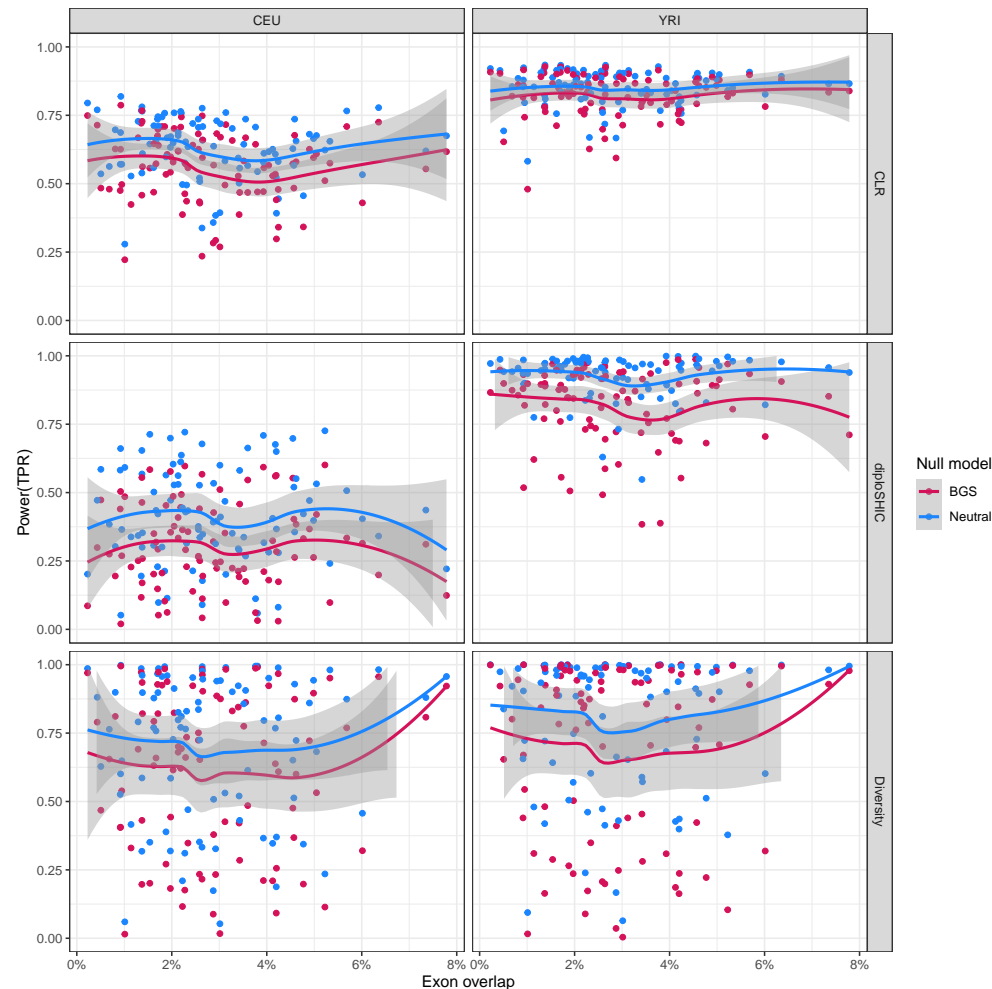 CEU
YRI
1.00
0.75
0.50
0.25
0.00
CLR
1.00
0.75
0.50
0.25
0.00
diploSHIC
1.00
0.75
0.50
0.25
0.00
Diversity
Power(TPR)
0%
2%
4%
6%
8%
0%
2%
4%
6%
8%
Exon overlap
Null model
BGS
Neutral